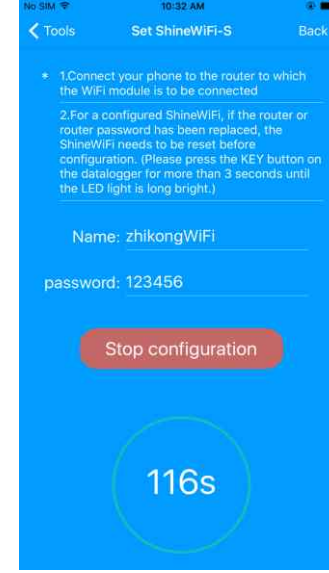 No SIM 10:32 AM
Tools Set ShineWiFi-S Back
* 1.Connect your phone to the router to which
the WiFi module is to be connected
2.For a configured ShineWiFi, if the router or
router password has been replaced, the
ShineWiFi needs to be reset before
configuration. (Please press the KEY button on
the datalogger for more than 3 seconds until
the LED light is long bright.)
Name: zhikongWiFi
password: 123456
Stop configuration
116s